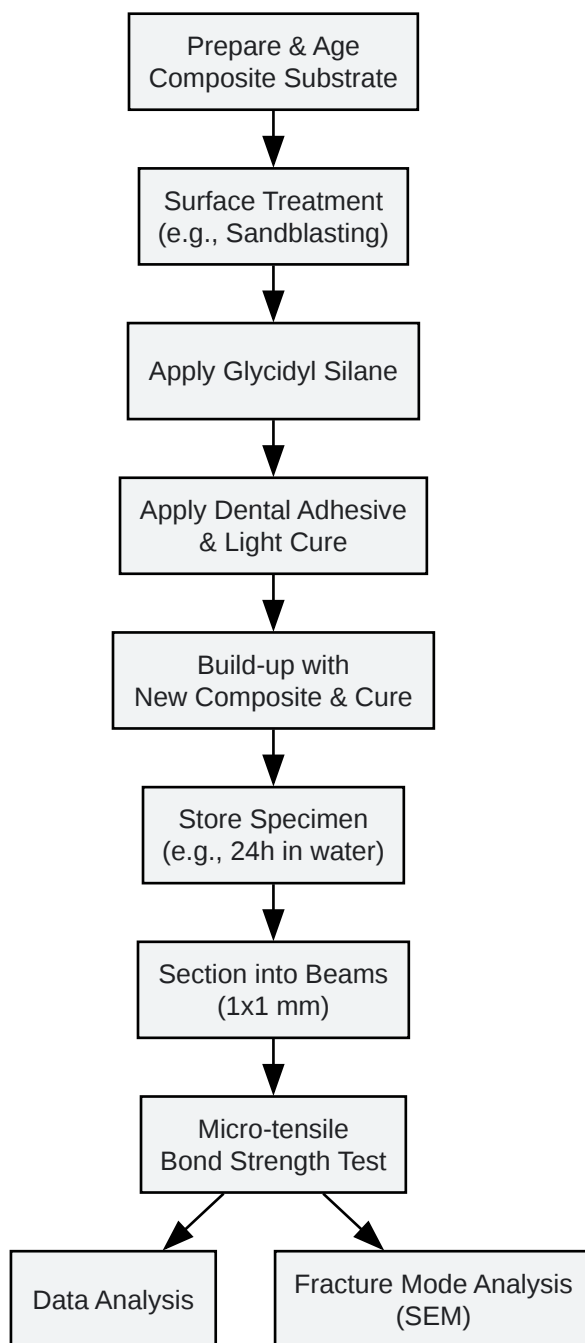 Prepare & Age
Composite Substrate
Surface Treatment
(e.g., Sandblasting)
Apply Glycidyl Silane
Apply Dental Adhesive
& Light Cure
Build-up with
New Composite & Cure
Store Specimen
(e.g., 24h in water)
Section into Beams
(1x1 mm)
Micro-tensile
Bond Strength Test
Data Analysis
Fracture Mode Analysis
(SEM)